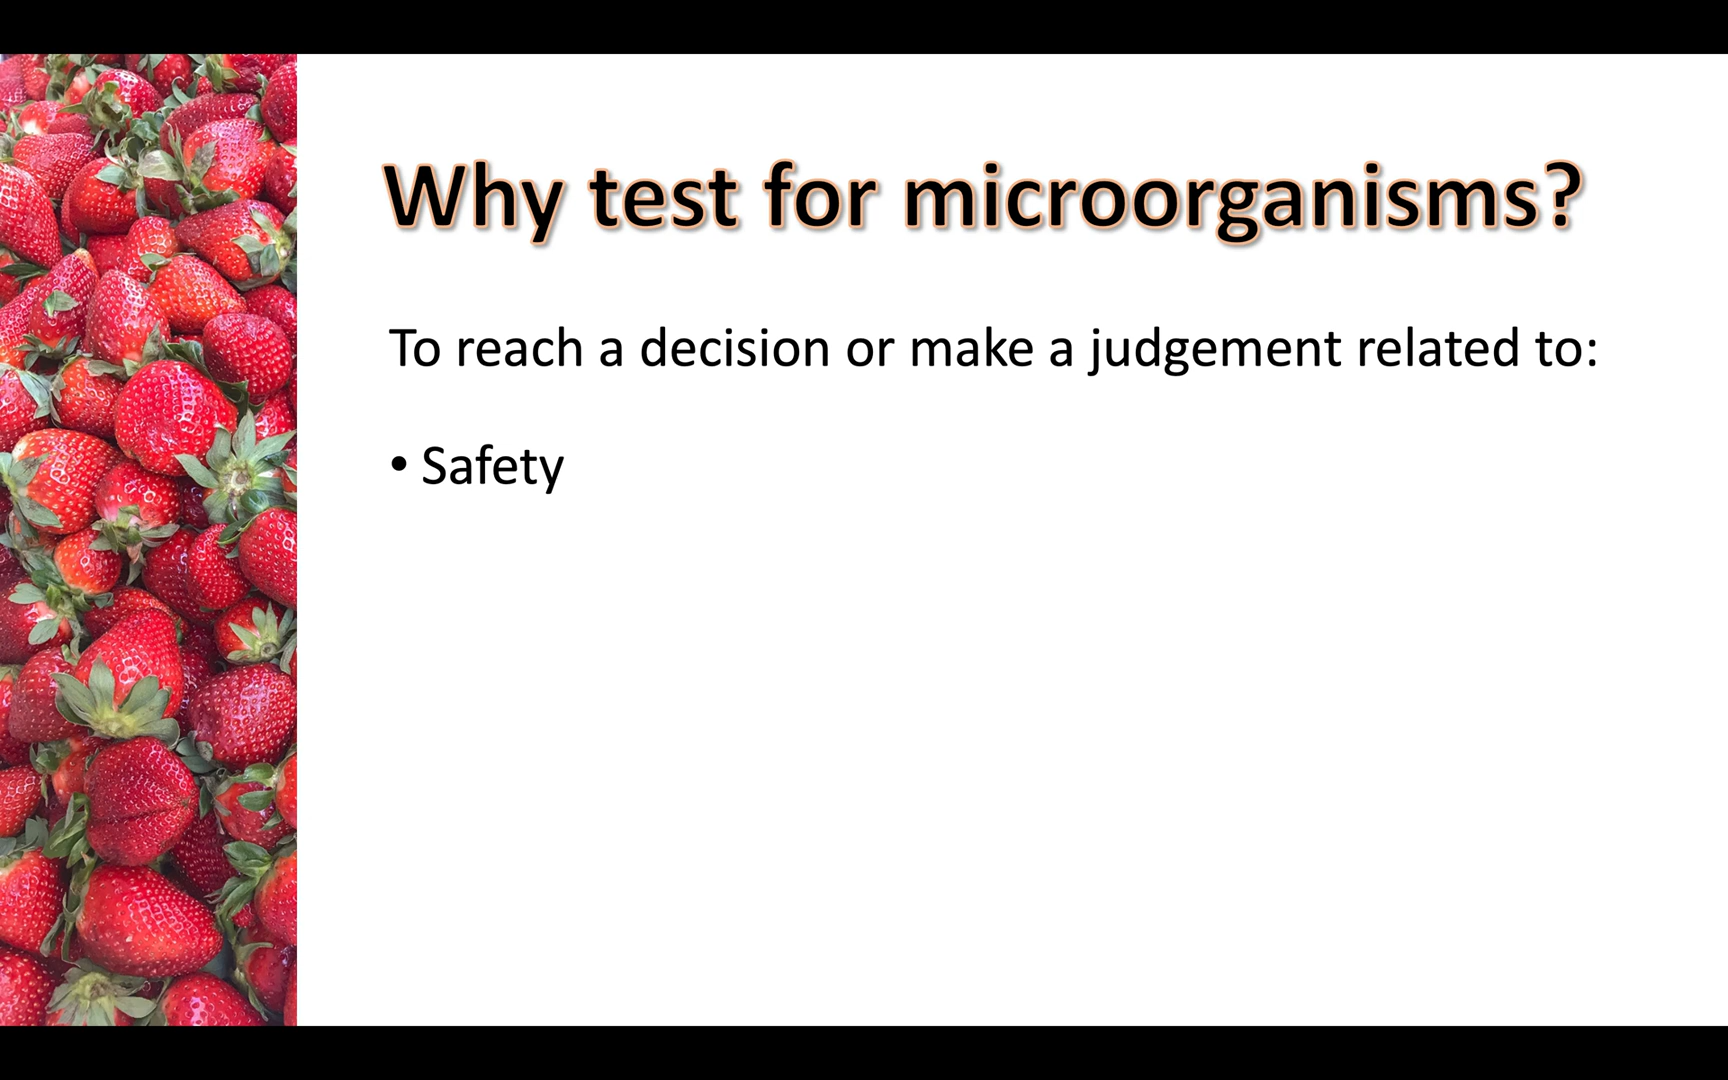 Why test for microorganisms?
To reach a decision or make a judgement related to:
• Safety